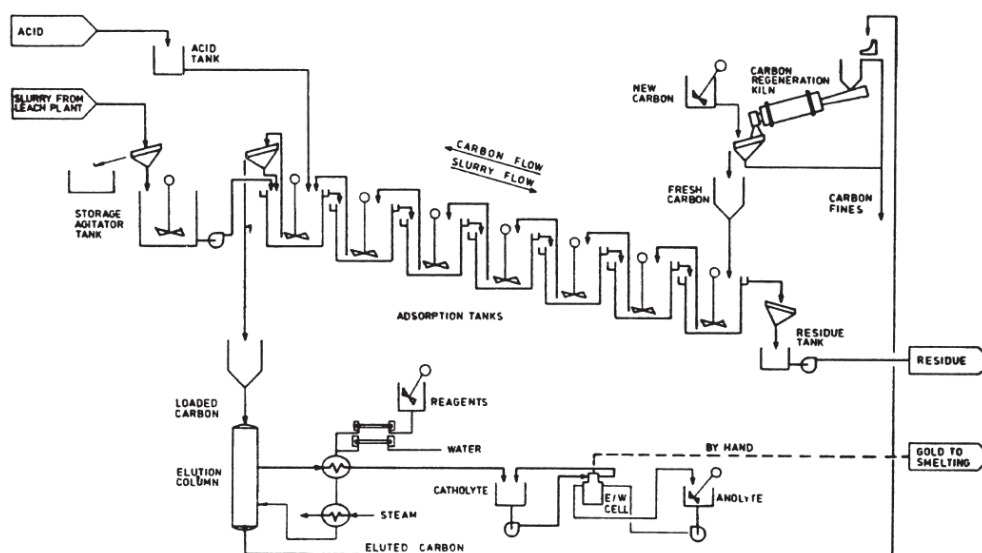 ACID
ACID
TANK
SLURRY FROM
LEACH PLANT
STORAGE
AGITATOR
TANK
CARBON FLOW
SLURRY FLOW
NEW
CARBON
CARBON
REGENERATION
KILN
FRESH
CARBON
CARBON
FINES
ADSORPTION TANKS
RESIDUE
TANK
RESIDUE
LOADED
CARBON
REAGENTS
WATER
BY HAND
GOLD TO
SMELTING
ELUTION
COLUMN
CATHOLYTE
E/W
CELL
ANOLYTE
STEAM
ELUTED CARBON